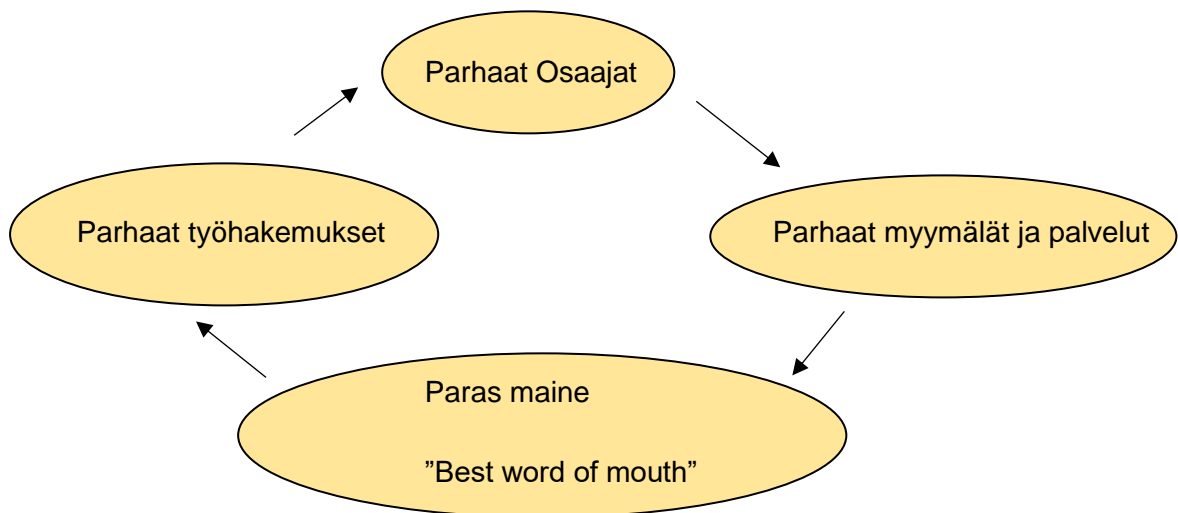 Parhaat Osaajat
Parhaat työhakemukset
Parhaat myymälät ja palvelut
Paras maine
”Best word of mouth”